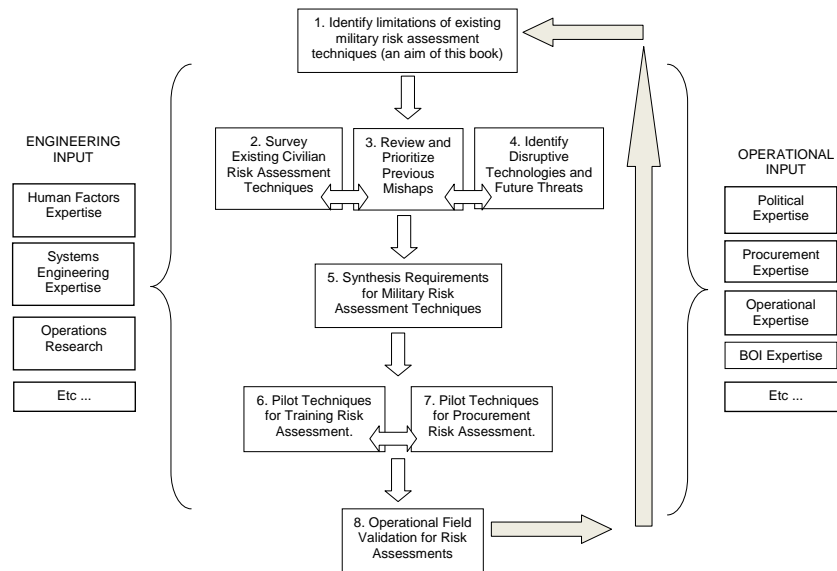 1. Identify limitations of existing
military risk assessment
techniques (an aim of this book)
ENGINEERING
INPUT
Human Factors
Expertise
Systems
Engineering
Expertise
Operations
Research
Etc ...
2. Survey
Existing Civilian
Risk Assessment
Techniques
3. Review and
Prioritize
Previous
Mishaps
4. Identify
Disruptive
Technologies and
Future Threats
5. Synthesis Requirements
for Military Risk
Assessment Techniques
6. Pilot Techniques
for Training Risk
Assessment.
7. Pilot Techniques
for Procurement
Risk Assessment.
8. Operational Field
Validation for Risk
Assessments
OPERATIONAL
INPUT
Political
Expertise
Procurement
Expertise
Operational
Expertise
BOI Expertise
Etc ...